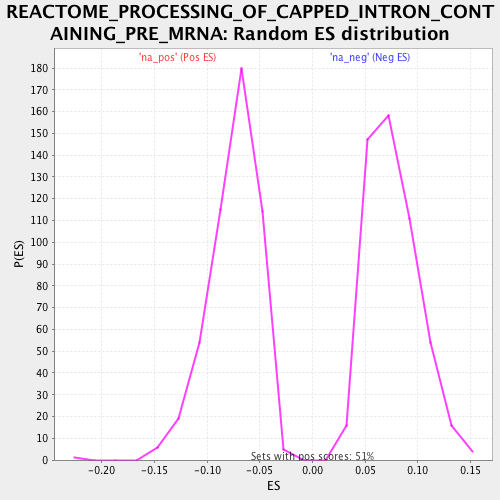 REACTOME_PROCESSING_OF_CAPPED_INTRON_CONT
AINING_PRE_MRNA: Random ES distribution
'na_pos' (Pos ES)
'na_neg' (Neg ES)
180
170
160
150
140
130
120
110
100
90
80
70
60
50
40
30
20
10
0
P(ES)
Sets with pos scores: 51%
-0.20 -0.15 -0.10 -0.05 0.00 0.05 0.10 0.15
ES